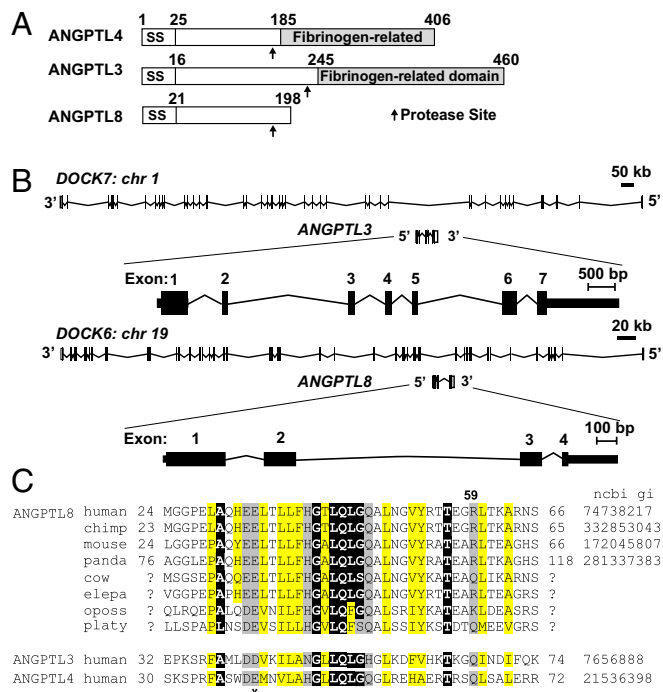 A
1 25 185 406
ANGPTL4 SS Fibrinogen-related
16 245 460
ANGPTL3 SS Fibrinogen-related domain
21 198
ANGPTL8 SS Protease Site
B
50 kb
DOCK7: chr 1
3’ 5’
ANGPTL3 5’ 3’
Exon: 1 2 3 4 5 6 7 500 bp
DOCK6: chr 19 20 kb
3’ 5’
ANGPTL8 5’ 3’
Exon: 1 2 3 4 100 bp
C
59 ncbi gi
ANGPTL8 human 24 MGGPELAQHEELTLLFHGTLQLGQALNGVYRTTEGRLTKARNS 66 74738217
chimp 23 MGGPELAQHEELTLLFHGTLQLGQALNGVYRTTEGRLTKARNS 65 332853043
mouse 24 LGGPEPAQYEELTLLFHGALQLGQALNGVYRATEARLTEAGHS 66 172045807
panda 76 AGGLEPAQHEELTLLFHGALQLGQALNGVYRATEARLTEAGRS 118 281337383
cow ? MSGSEPAQQEELTLLFHGALQLSQALNGVYKATEAQLIKARNS ?
elepa ? VGGPEPAPHEELTLLFHGALQLGQALNGVYRATEARLTEARNS ?
oposs ? QLRQEPALQDEVNILFHGVLQFGQALSRIYKATEAKLDEASRS ?
platy ? LLSPAPLNSDEVSILLHGVLQFSQALSSIYKMSTDTQMEEVGRS ?
ANGPTL3 human 32 EPKSRFAMLDDVKILANGLLQLGHGLKDFVHKTKGQINDIFQK 74 7656888
ANGPTL4 human 30 SKSPRFASWDEMNVLAHGLLQLGQGLREHAERTRSQLSALERR 72 21536398